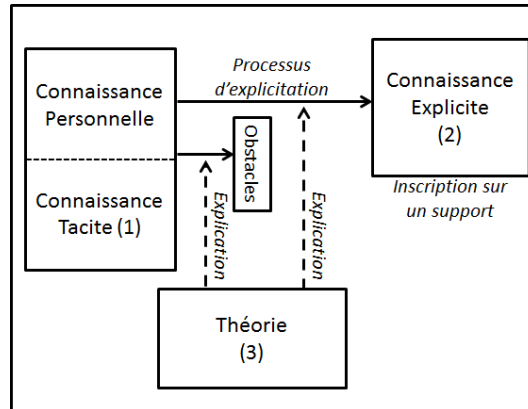 Connaissance
Personnelle
Connaissance
Tacite (1)
Processus
d'explicitation
Obstacles
Explication
Explication
Connaissance
Explicite
(2)
Inscription sur
un support
Théorie
(3)